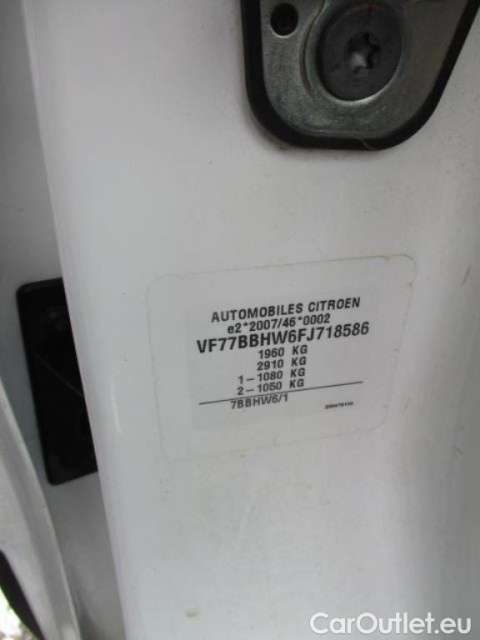 AUTOMOBILES CITROEN
e2*2007/46*0002
VF77BBHW6FJ718586
1960 KG
2910 KG
1-1080 KG
2-1050 KG
7BBHW6/1
CarOutlet.eu